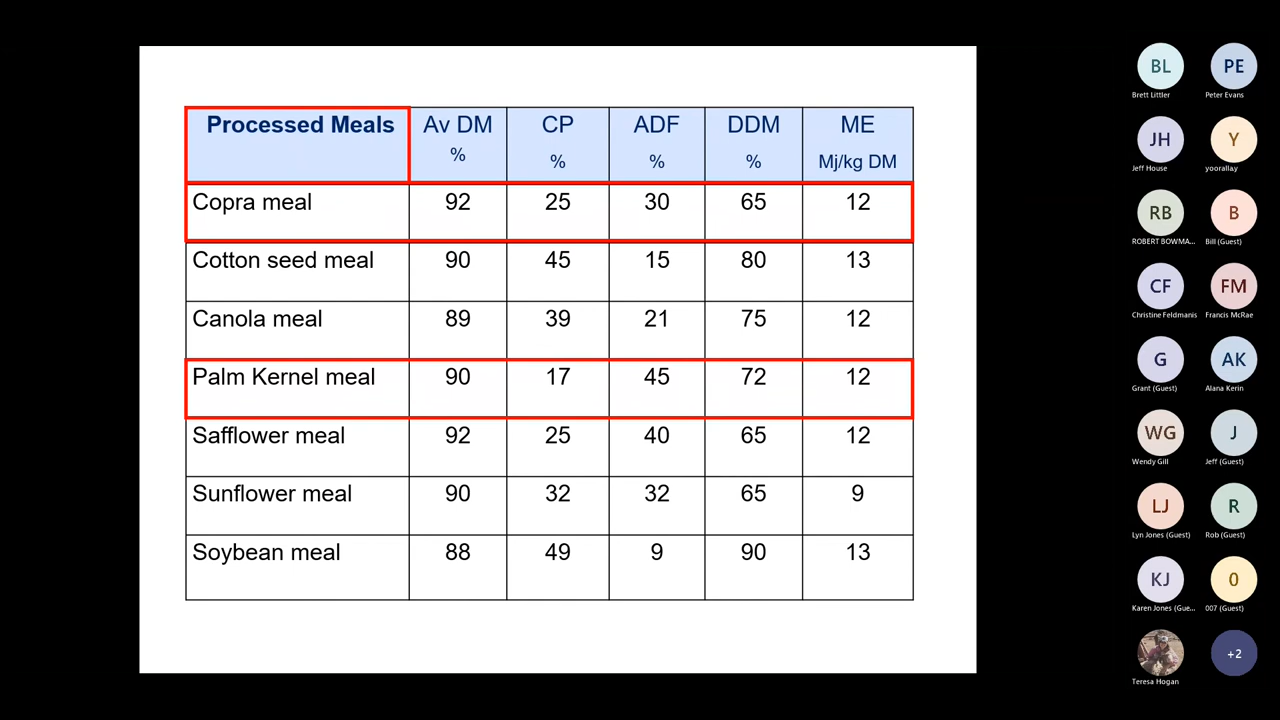 Processed Meals Av DM CP ADF DDM ME
% % % % Mj/kg DM
Copra meal 92 25 30 65 12
Cotton seed meal 90 45 15 80 13
Canola meal 89 39 21 75 12
Palm Kernel meal 90 17 45 72 12
Safflower meal 92 25 40 65 12
Sunflower meal 90 32 32 65 9
Soybean meal 88 49 9 90 13
BL PE
Brett Littler Peter Evans
JH Y
Jeff House yoorallay
RB B
ROBERT BOWMA... Bill (Guest)
CF FM
Christine Feldmanis Francis McRae
G AK
Grant (Guest) Alana Kerin
WG J
Wendy Gill Jeff (Guest)
LJ R
Lyn Jones (Guest) Rob (Guest)
KJ 0
Karen Jones (Gue... 007 (Guest)
+2
Teresa Hogan